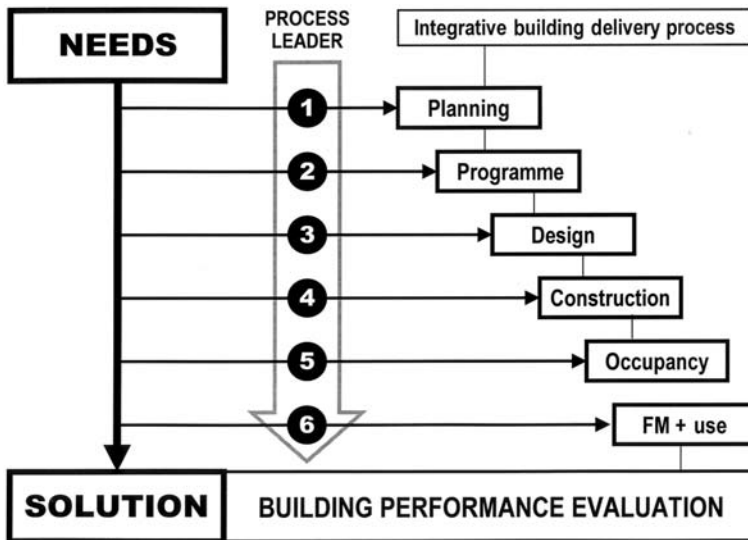 NEEDS
PROCESS
LEADER
Integrative building delivery process
1
Planning
2
Programme
3
Design
4
Construction
5
Occupancy
6
FM + use
SOLUTION
BUILDING PERFORMANCE EVALUATION